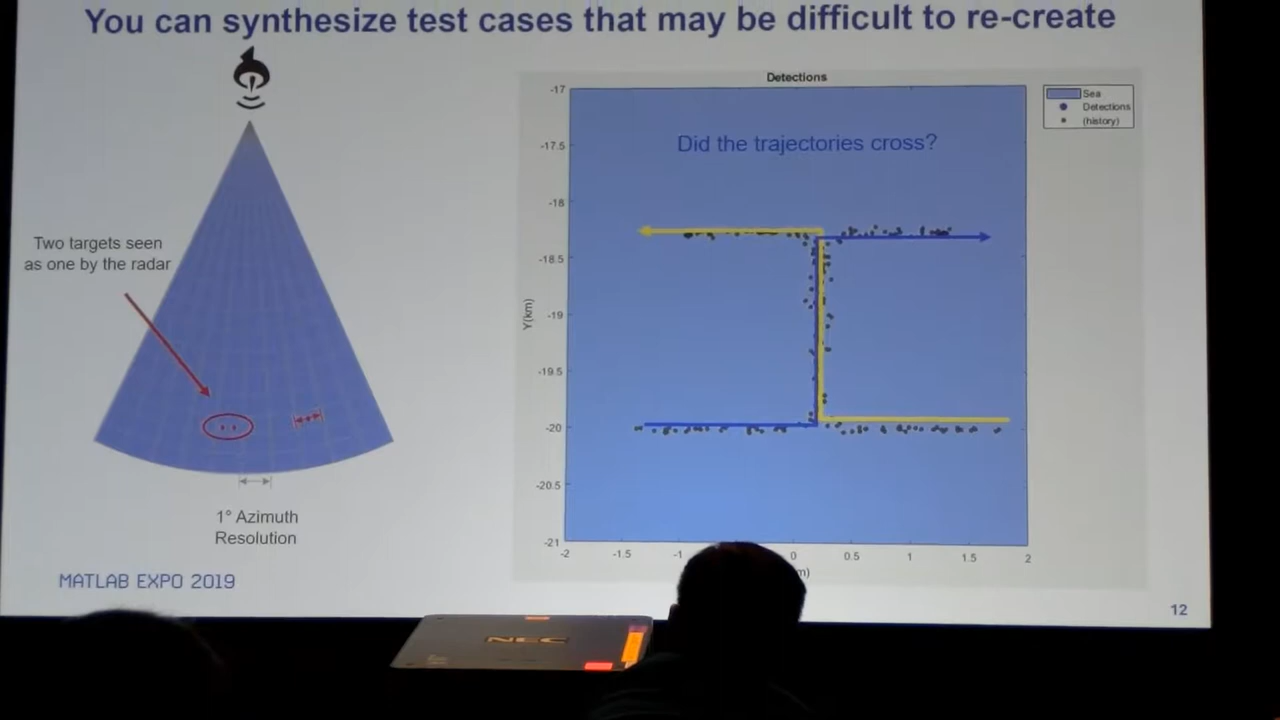 You can synthesize test cases that may be difficult to re-create
Two targets seen
as one by the radar
1° Azimuth
Resolution
MATLAB EXPO 2019
Detections
Did the trajectories cross?
Sea
Detections
(history)
Y(km)
-17
-17.5
-18
-18.5
-19
-19.5
-20
-20.5
-21
-2
-1.5
-1
0
0.5
1
1.5
2
12
NEC